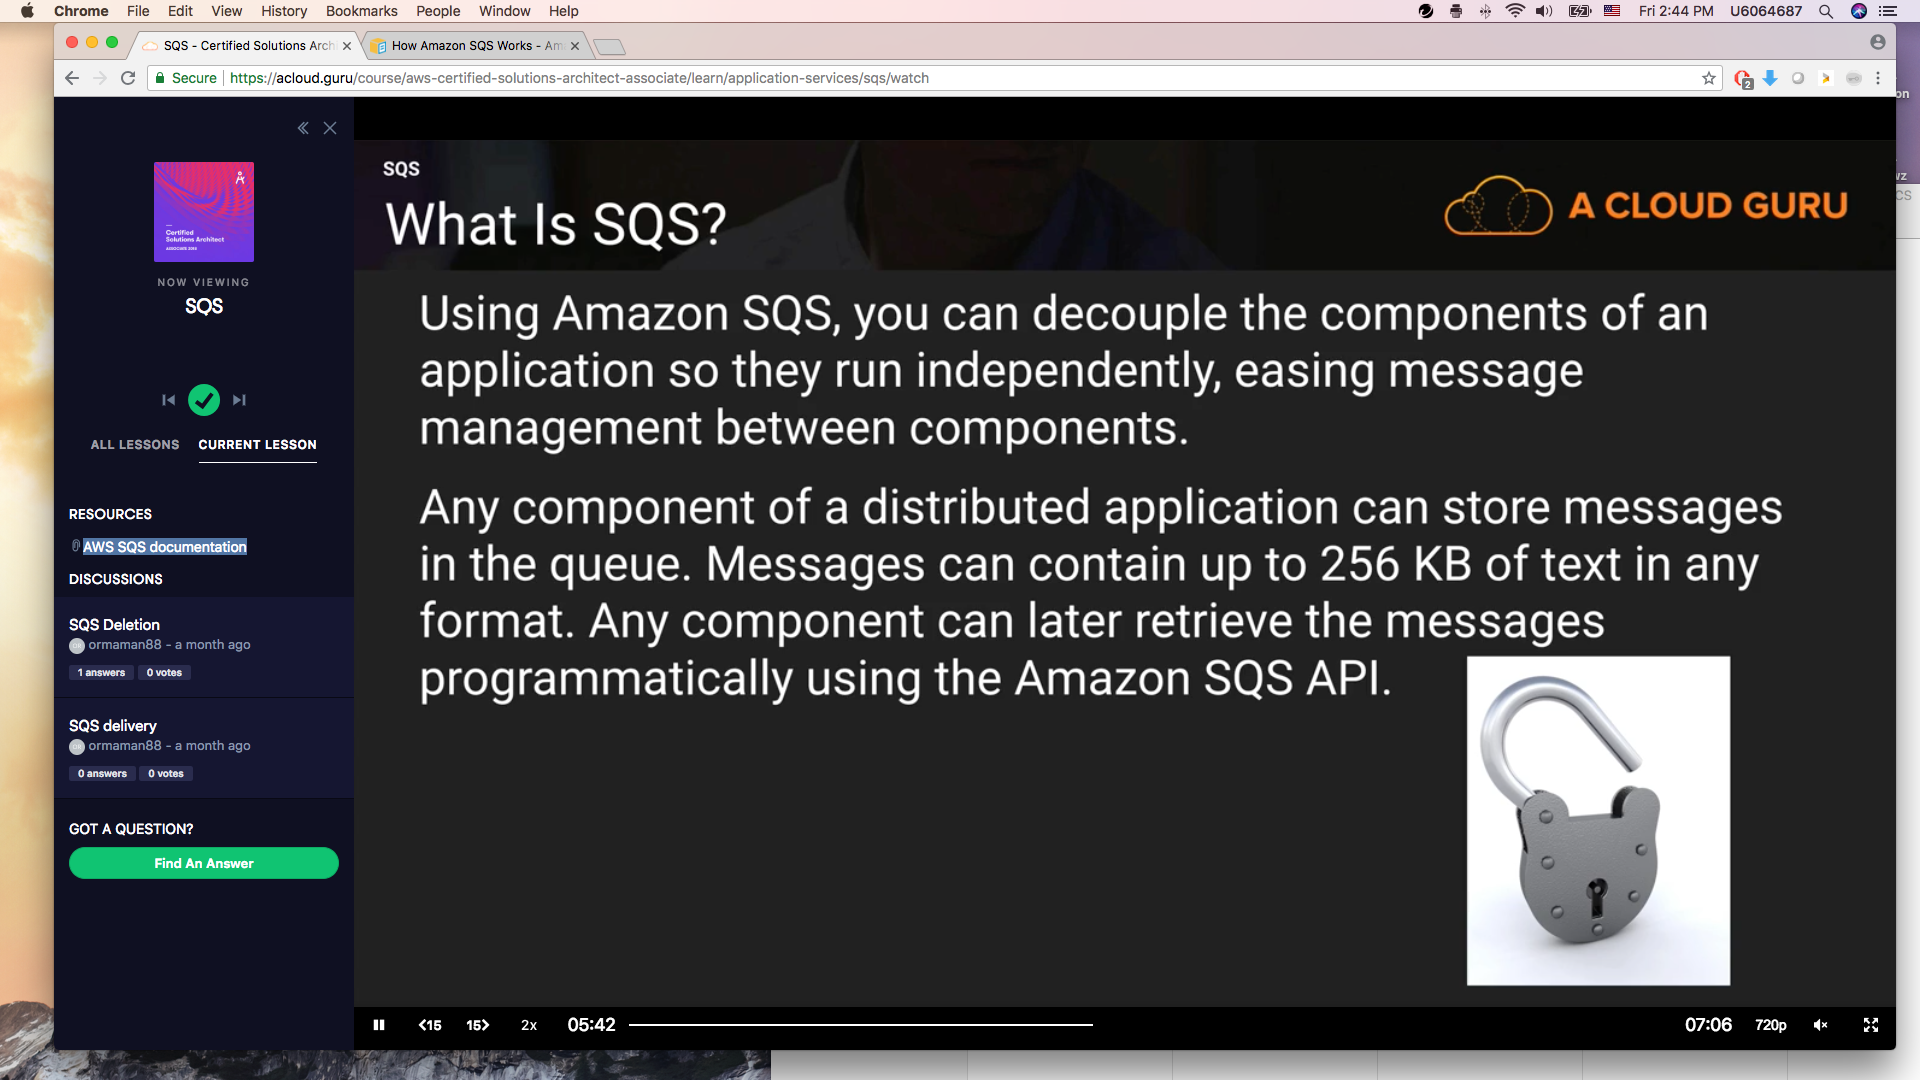 Chrome File Edit View History Bookmarks People Window Help Fri 2:44 PM U6064687
SQS - Certified Solutions Arch
How Amazon SQS Works - Am
Secure https://acloud.guru/course/aws-certified-solutions-architect-associate/learn/application-services/sqs/watch
2
on
wz
CS
Certified
Solutions Architect
NOW VIEWING
SQS
ALL LESSONS CURRENT LESSON
RESOURCES
AWS SQS documentation
DISCUSSIONS
SQS Deletion
ormaman88 - a month ago
1 answers 0 votes
SQS delivery
ormaman88 - a month ago
0 answers 0 votes
GOT A QUESTION?
Find An Answer
SQS
What Is SQS?
A CLOUD GURU
Using Amazon SQS, you can decouple the components of an
application so they run independently, easing message
management between components.
Any component of a distributed application can store messages
in the queue. Messages can contain up to 256 KB of text in any
format. Any component can later retrieve the messages
programmatically using the Amazon SQS API.
15 15 2x 05:42 07:06 720p